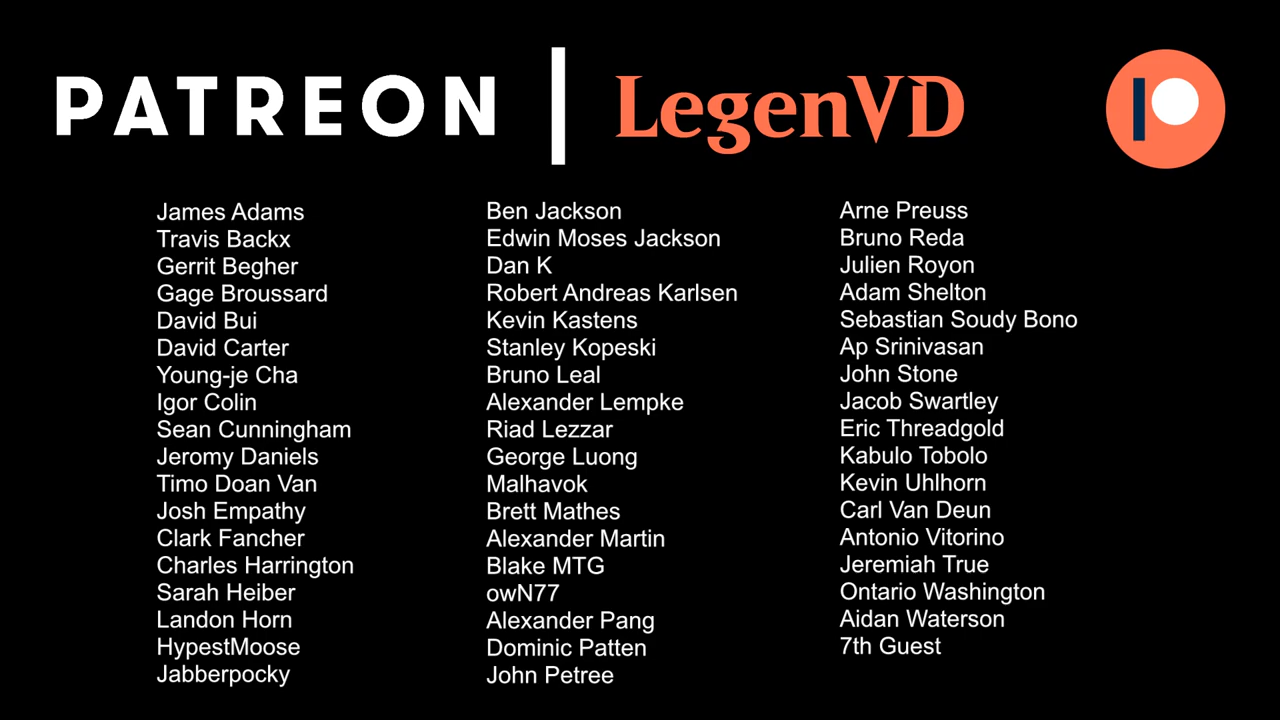 PATREON | LegenVD
James Adams
Travis Backx
Gerrit Begher
Gage Broussard
David Bui
David Carter
Young-je Cha
Igor Colin
Sean Cunningham
Jeromy Daniels
Timo Doan Van
Josh Empathy
Clark Fancher
Charles Harrington
Sarah Heiber
Landon Horn
HypestMoose
Jabberpocky
Ben Jackson
Edwin Moses Jackson
Dan K
Robert Andreas Karlsen
Kevin Kastens
Stanley Kopeski
Bruno Leal
Alexander Lempke
Riad Lezzar
George Luong
Malhavok
Brett Mathes
Alexander Martin
Blake MTG
owN77
Alexander Pang
Dominic Patten
John Petree
Arne Preuss
Bruno Reda
Julien Royon
Adam Shelton
Sebastian Soudy Bono
Ap Srinivasan
John Stone
Jacob Swartley
Eric Threadgold
Kabulo Tobolo
Kevin Uhlhorn
Carl Van Deun
Antonio Vitorino
Jeremiah True
Ontario Washington
Aidan Waterson
7th Guest